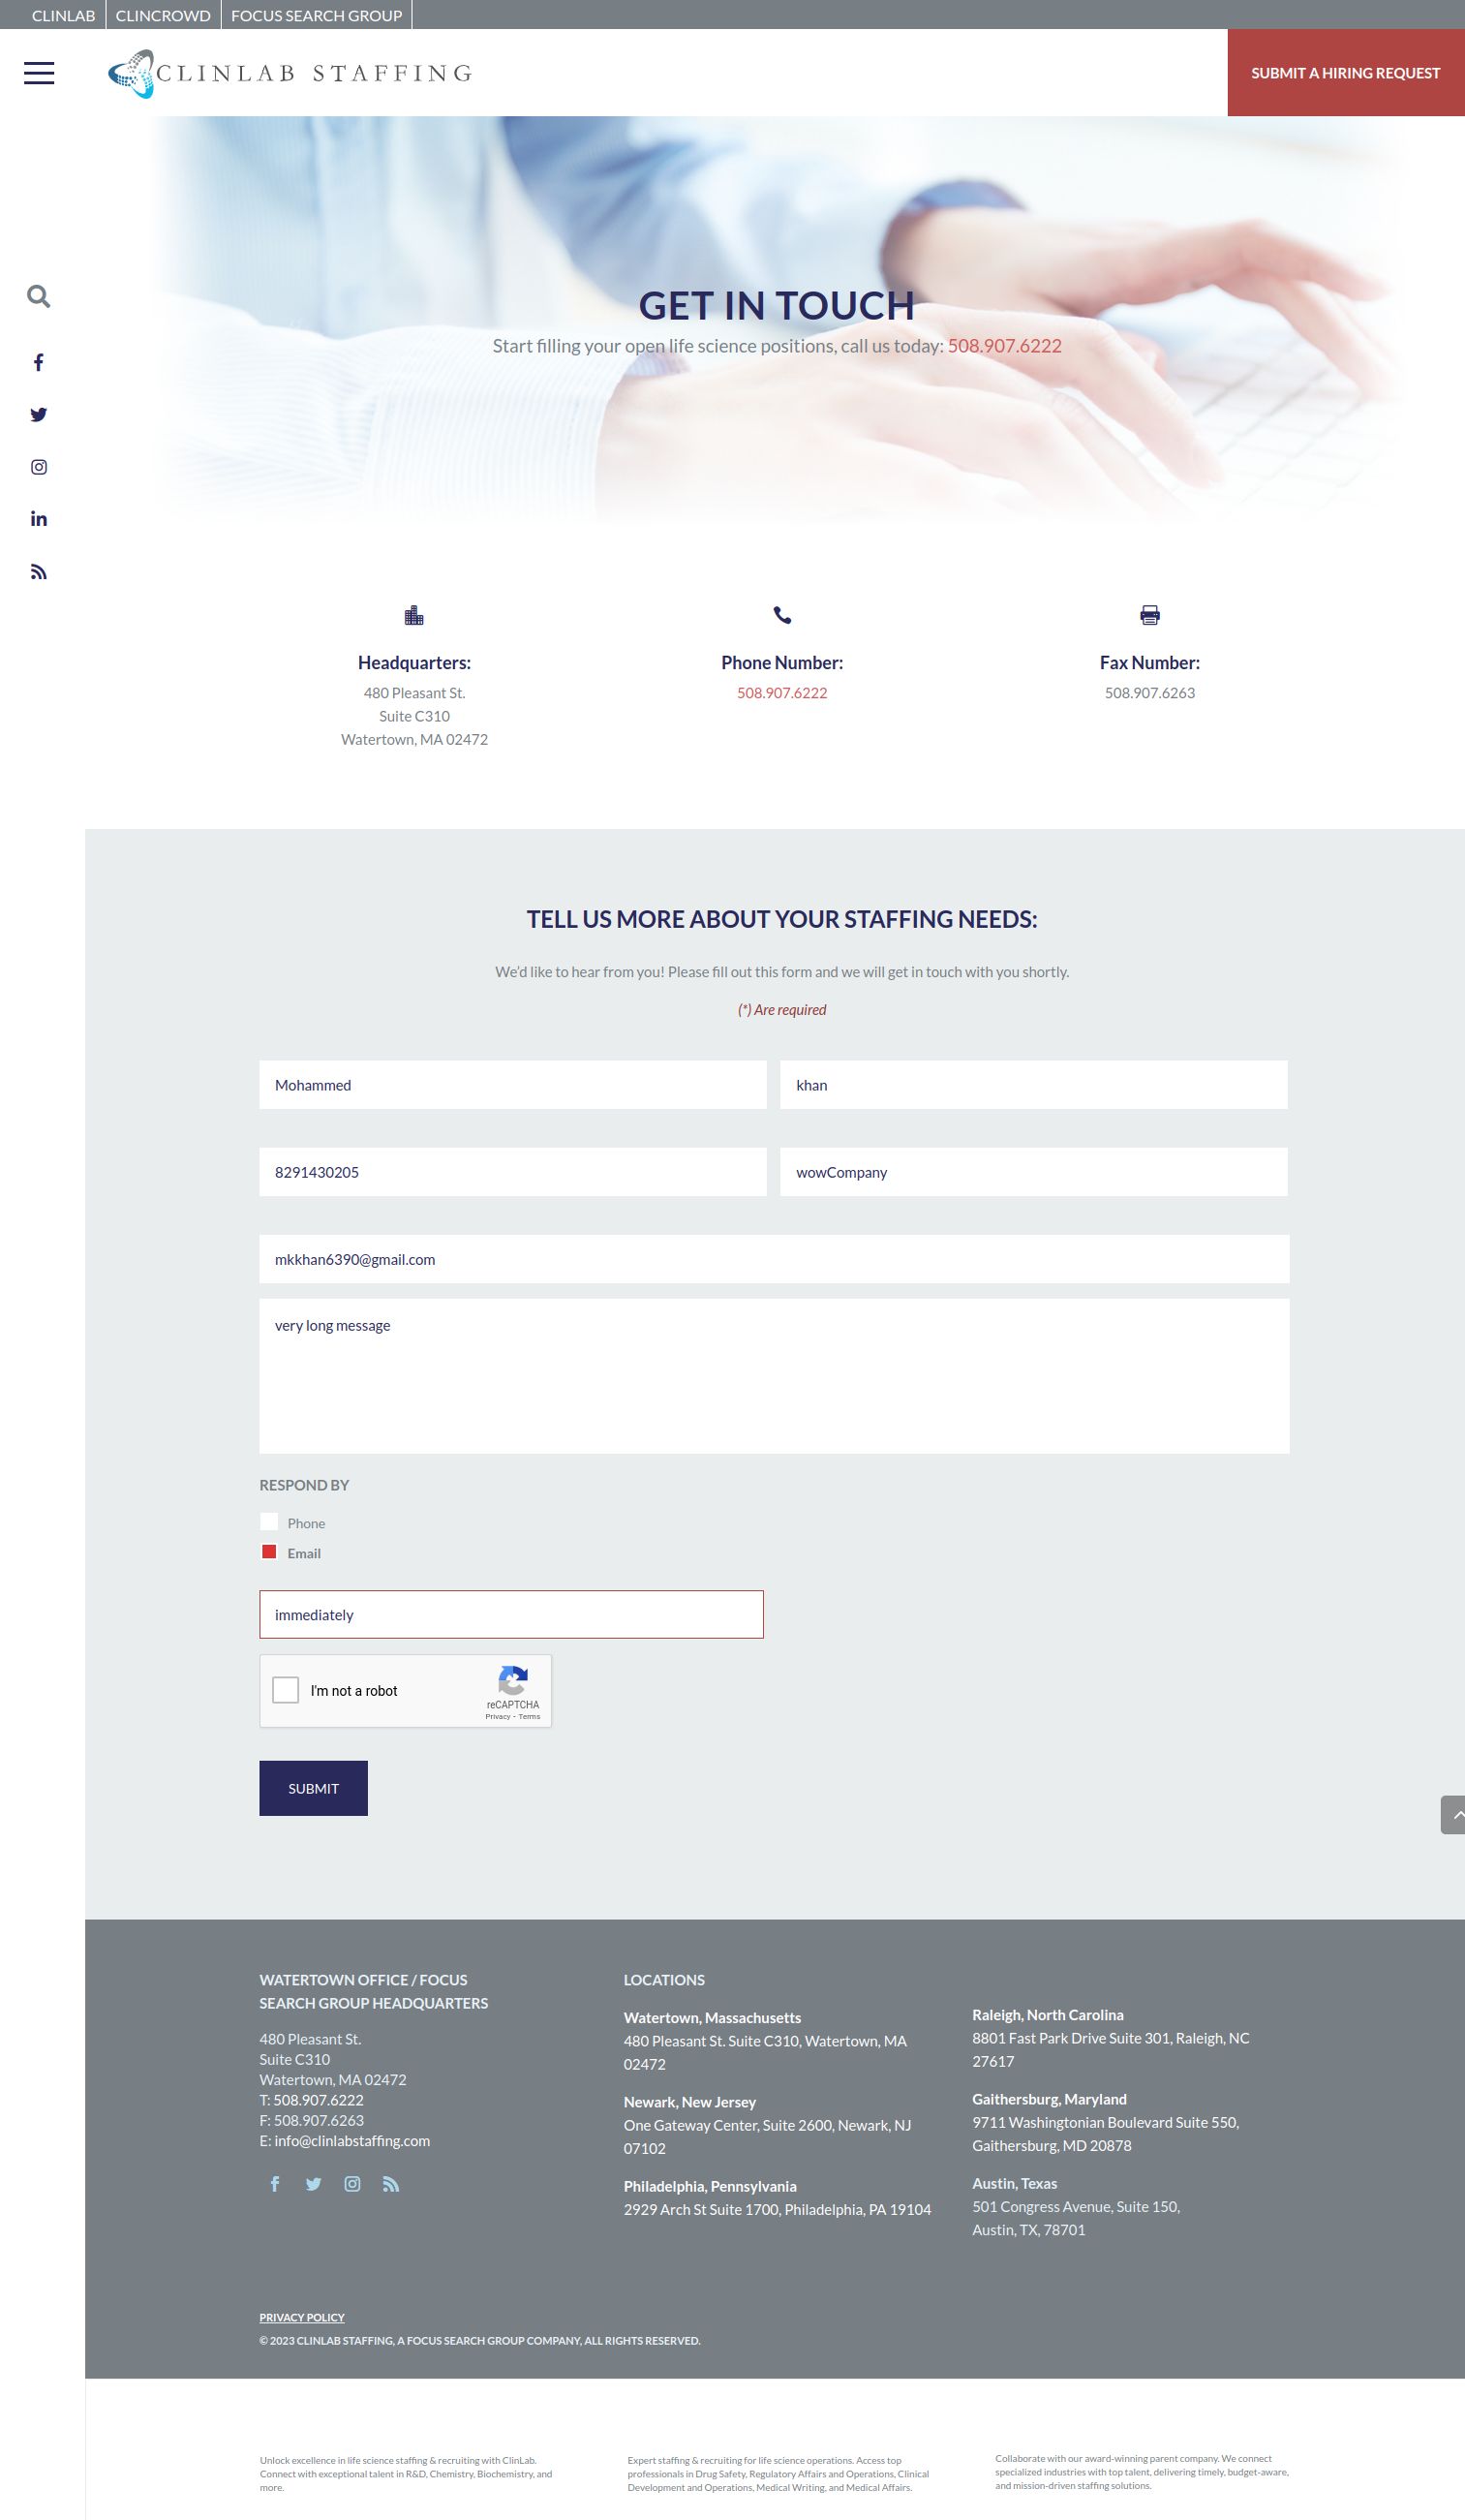 CLINLAB
CLINCROWD
FOCUS SEARCH GROUP
CLINLAB STAFFING
SUBMIT A HIRING REQUEST
GET IN TOUCH
Start filling your open life science positions, call us today: 508.907.6222
Headquarters:
480 Pleasant St.
Suite C310
Watertown, MA 02472
Phone Number:
508.907.6222
Fax Number:
508.907.6263
TELL US MORE ABOUT YOUR STAFFING NEEDS:
We'd like to hear from you! Please fill out this form and we will get in touch with you shortly.
(*) Are required
Mohammed
khan
8291430205
wowCompany
mkkhan6390@gmail.com
very long message
RESPOND BY
Phone
Email
immediately
I'm not a robot
reCAPTCHA
Privacy - Terms
SUBMIT
WATERTOWN OFFICE / FOCUS
SEARCH GROUP HEADQUARTERS
480 Pleasant St.
Suite C310
Watertown, MA 02472
T: 508.907.6222
F: 508.907.6263
E: info@clinlabstaffing.com
LOCATIONS
Watertown, Massachusetts
480 Pleasant St. Suite C310, Watertown, MA
02472
Newark, New Jersey
One Gateway Center, Suite 2600, Newark, NJ
07102
Philadelphia, Pennsylvania
2929 Arch St Suite 1700, Philadelphia, PA 19104
Raleigh, North Carolina
8801 Fast Park Drive Suite 301, Raleigh, NC
27617
Gaithersburg, Maryland
9711 Washingtonian Boulevard Suite 550,
Gaithersburg, MD 20878
Austin, Texas
501 Congress Avenue, Suite 150,
Austin, TX, 78701
PRIVACY POLICY
© 2023 CLINLAB STAFFING, A FOCUS SEARCH GROUP COMPANY, ALL RIGHTS RESERVED.
Unlock excellence in life science staffing & recruiting with ClinLab.
Connect with exceptional talent in R&D, Chemistry, Biochemistry, and
more.
Expert staffing & recruiting for life science operations. Access top
professionals in Drug Safety, Regulatory Affairs and Operations, Clinical
Development and Operations, Medical Writing, and Medical Affairs.
Collaborate with our award-winning parent company. We connect
specialized industries with top talent, delivering timely, budget-aware,
and mission-driven staffing solutions.